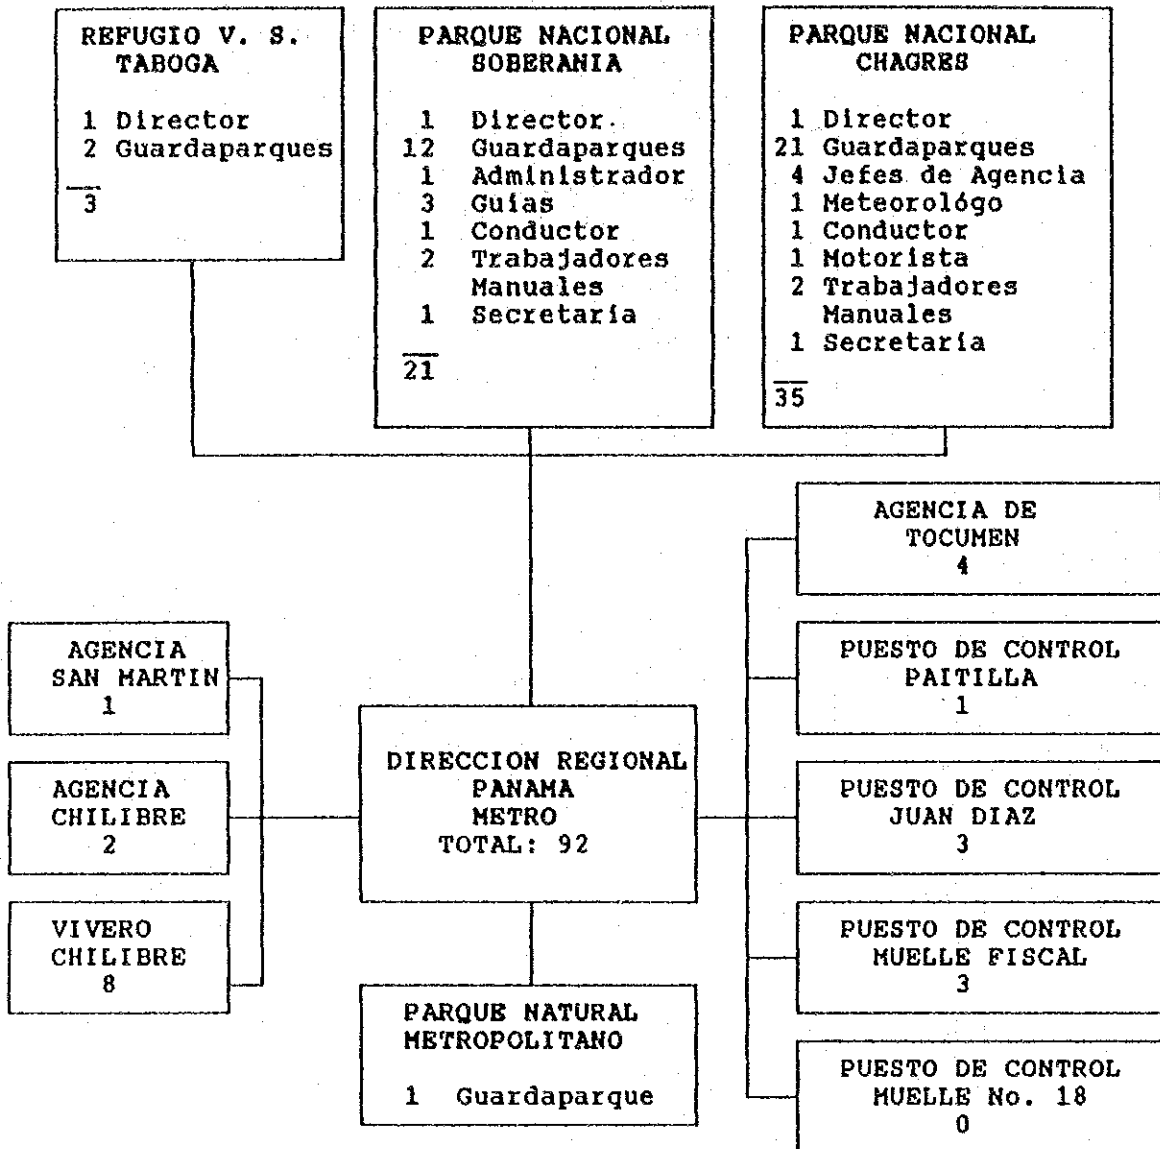 REFUGIO V. S.
TABOGA
1 Director
2 Guardaparques
3
PARQUE NACIONAL
SOBERANIA
1 Director.
12 Guardaparques
1 Administrador
3 Guías
1 Conductor
2 Trabajadores
Manuales
1 Secretaría
21
PARQUE NACIONAL
CHAGRES
1 Director
21 Guardaparques
4 Jefes de Agencia
1 Meteorológo
1 Conductor
1 Motorista
2 Trabajadores
Manuales
1 Secretaria
35
AGENCIA
SAN MARTIN
1
AGENCIA
CHILIBRE
2
VIVERO
CHILIBRE
8
DIRECCION REGIONAL
PANAMA
METRO
TOTAL: 92
PARQUE NATURAL
METROPOLITANO
1 Guardaparque
AGENCIA DE
TOCUMEN
4
PUESTO DE CONTROL
PAITILLA
1
PUESTO DE CONTROL
JUAN DIAZ
3
PUESTO DE CONTROL
MUELLE FISCAL
3
PUESTO DE CONTROL
MUELLE No. 18
0